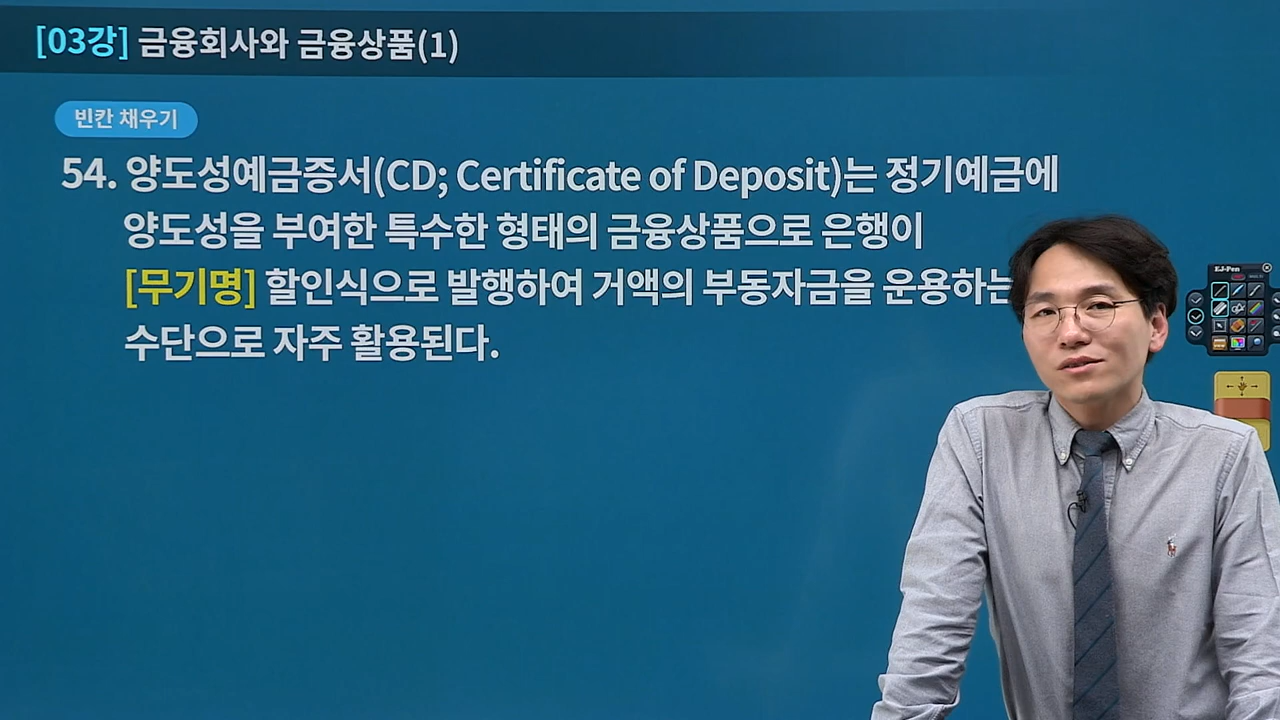 [03강] 금융회사와 금융상품(1)
빈칸 채우기
54. 양도성예금증서(CD; Certificate of Deposit)는 정기예금에
양도성을 부여한 특수한 형태의 금융상품으로 은행이
[무기명] 할인식으로 발행하여 거액의 부동자금을 운용하는
수단으로 자주 활용된다.
EJ-Pen